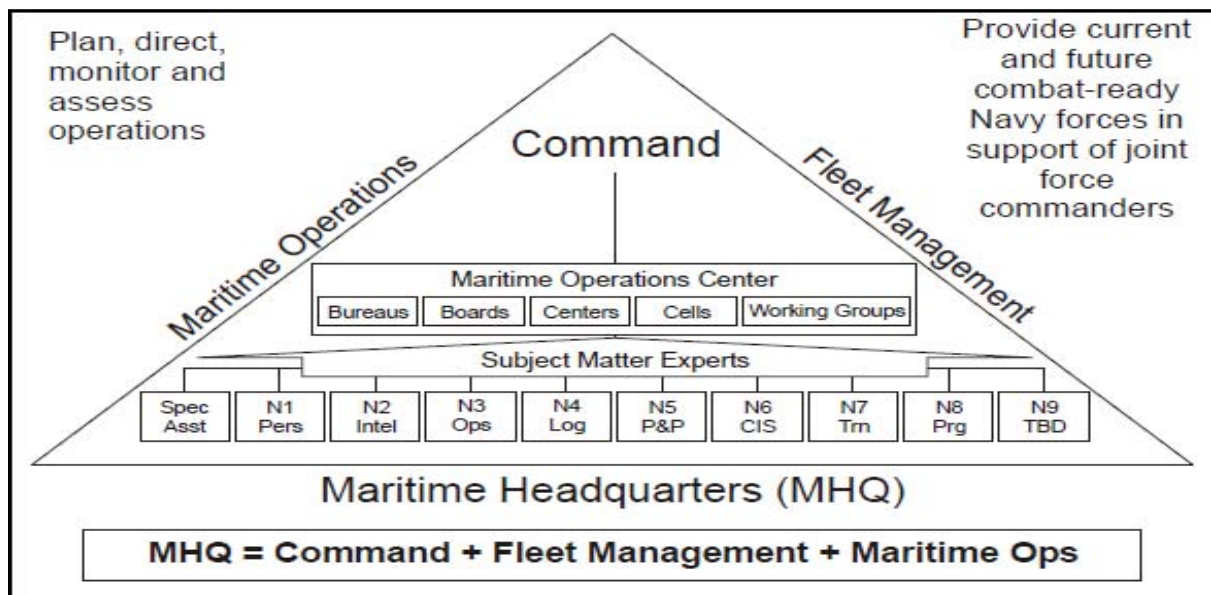 Plan, direct,
monitor and
assess
operations
Provide current
and future
combat-ready
Navy forces in
support of joint
force
commanders
Command
Maritime Operations
Fleet Management
Maritime Operations Center
Bureaus Boards Centers Cells Working Groups
Subject Matter Experts
Spec Asst
N1 Pers
N2 Intel
N3 Ops
N4 Log
N5 P&P
N6 CIS
N7 Trn
N8 Prg
N9 TBD
Maritime Headquarters (MHQ)
MHQ = Command + Fleet Management + Maritime Ops